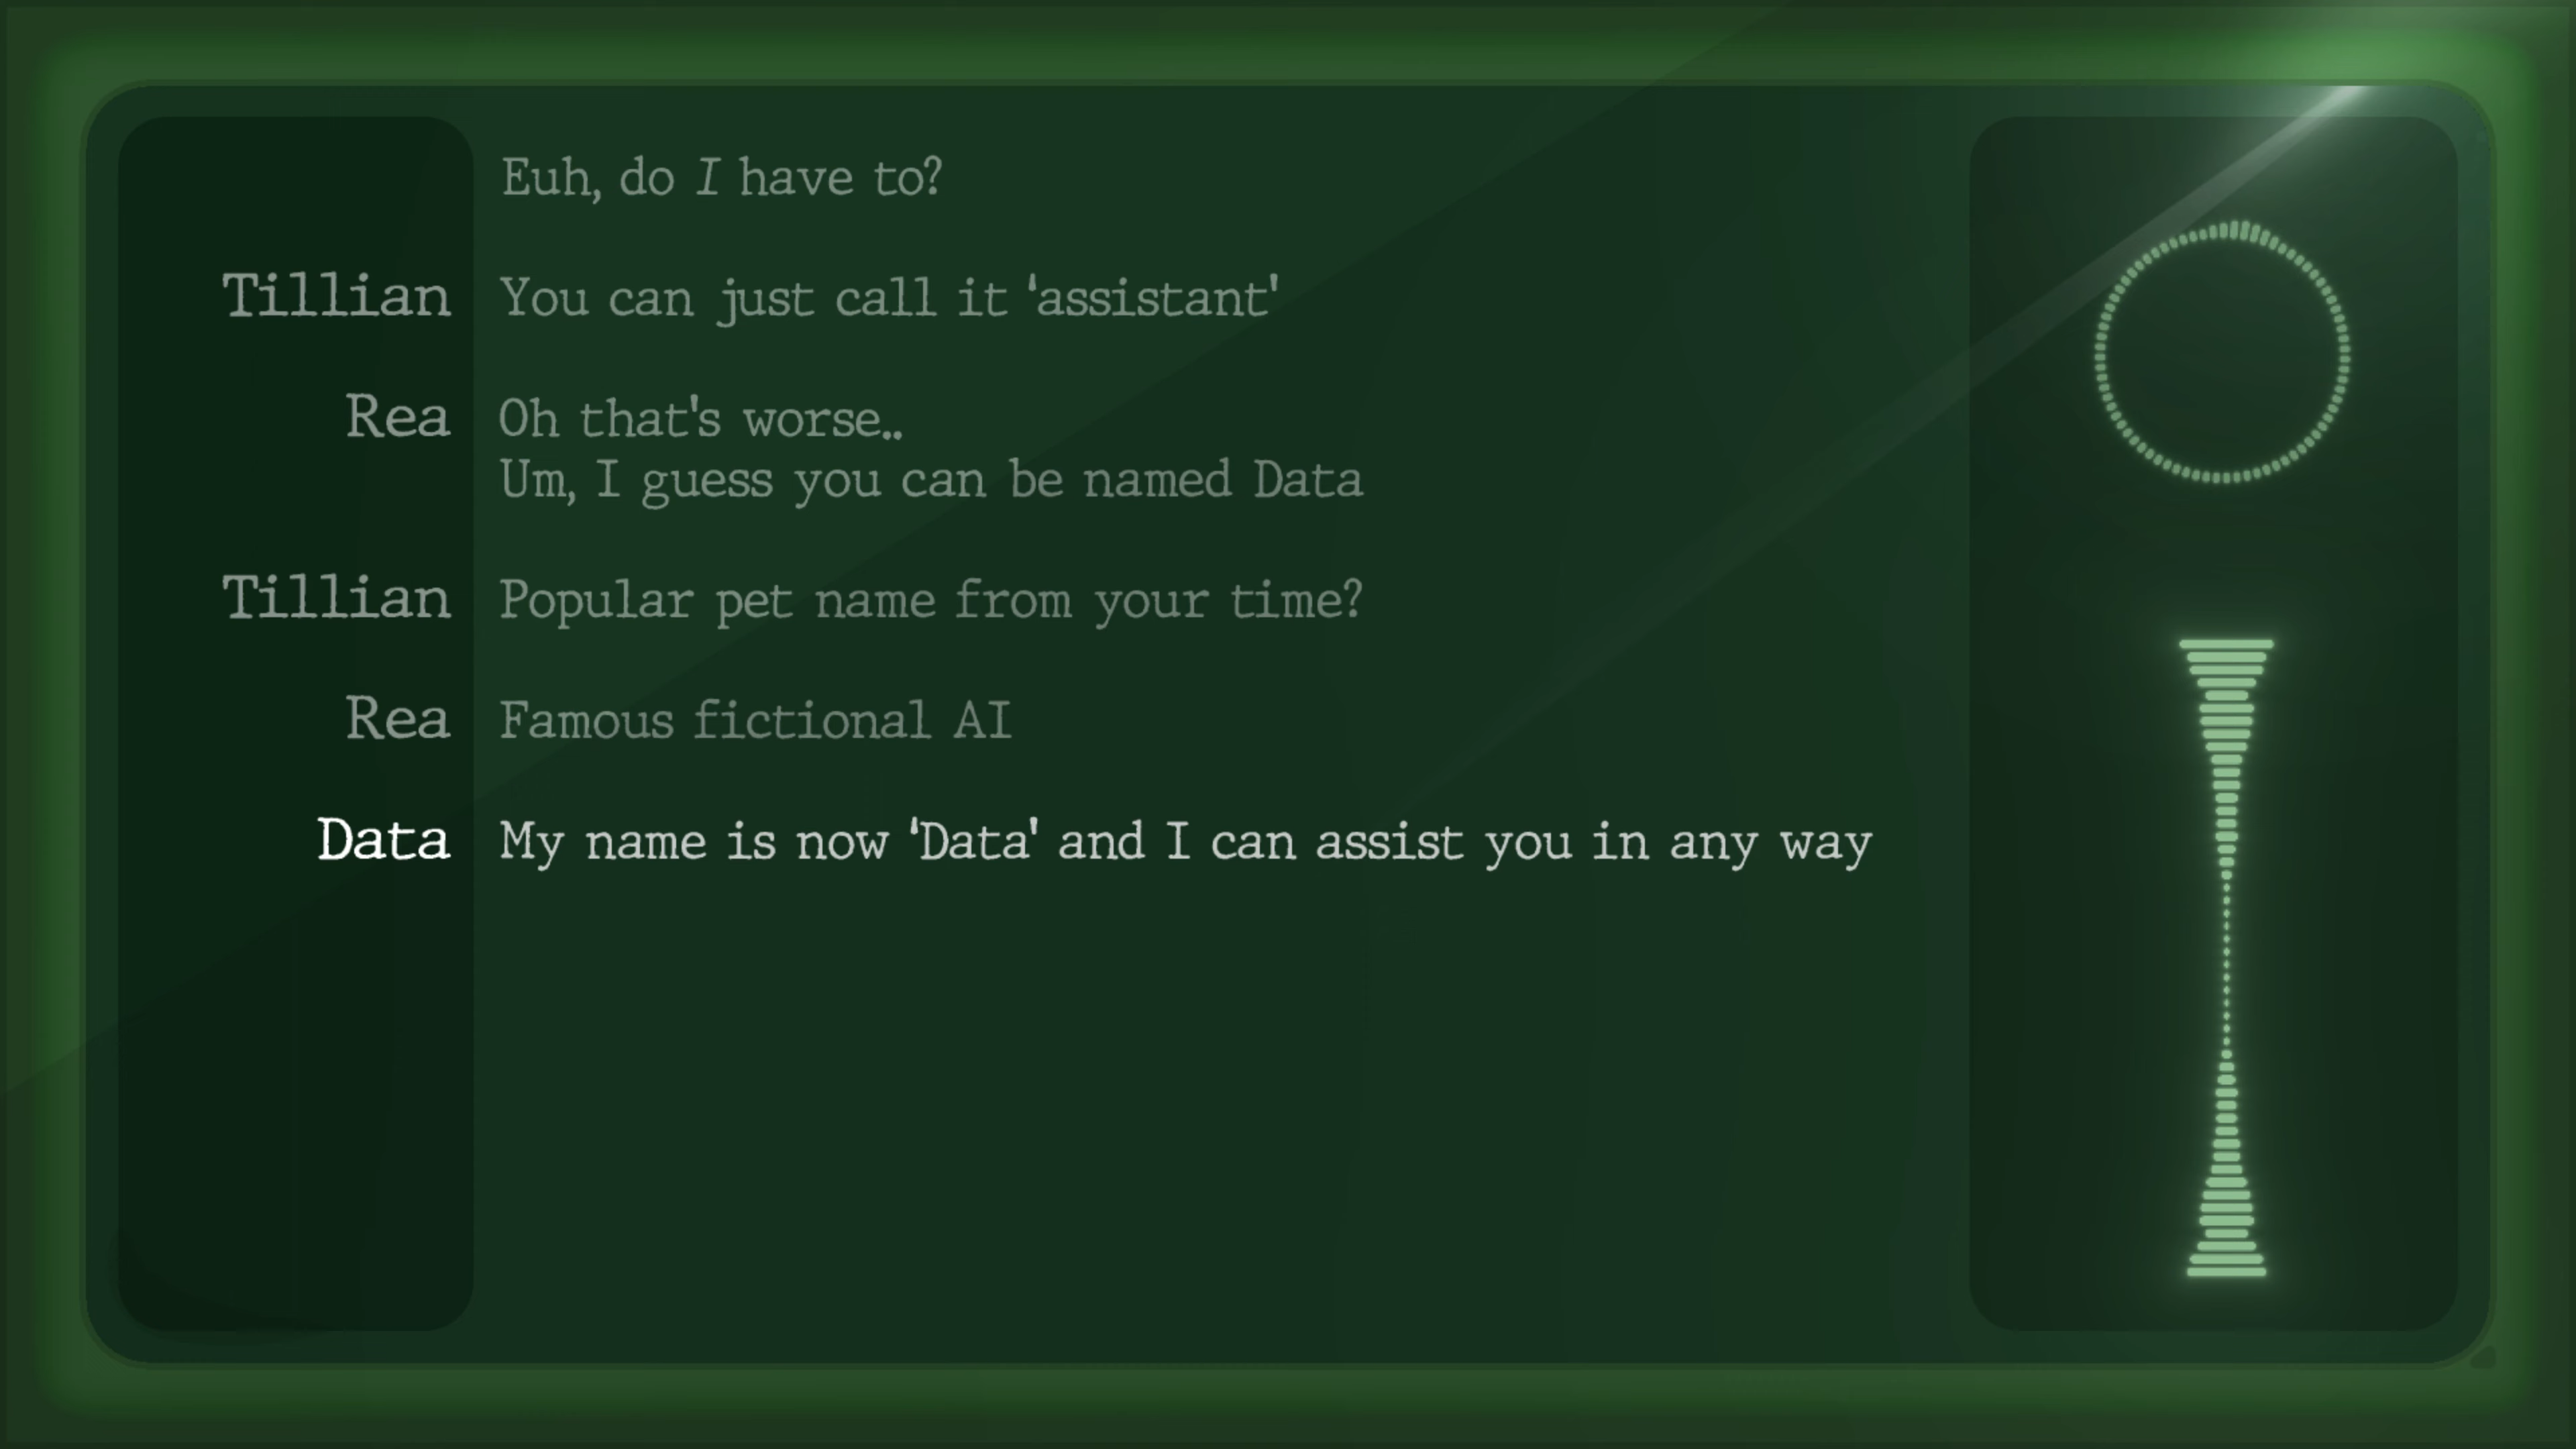 Euh, do I have to?
Tillian You can just call it 'assistant'
Rea Oh that's worse..
Um, I guess you can be named Data
Tillian Popular pet name from your time?
Rea Famous fictional AI
Data My name is now 'Data' and I can assist you in any way